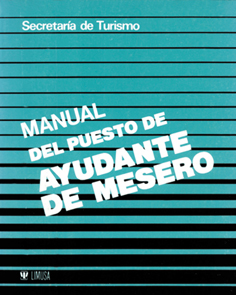 Secretaría de Turismo
MANUAL
DEL PUESTO DE
AYUDANTE
DE MESERO
LIMUSA